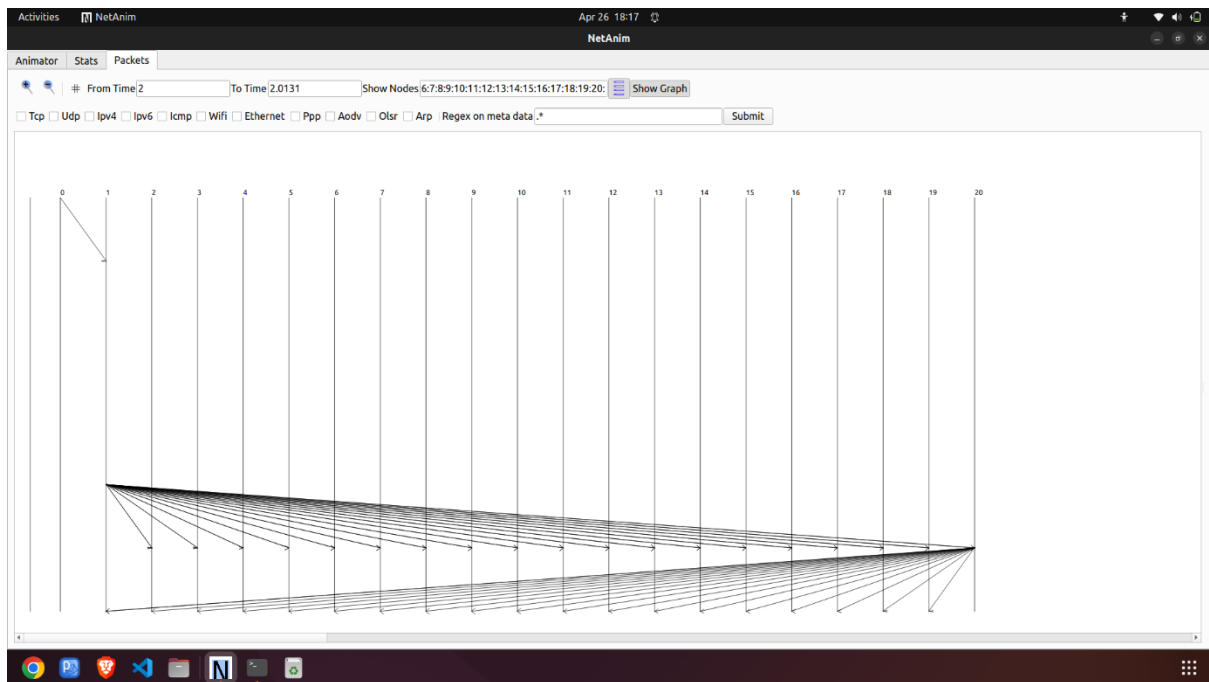 Activities NetAnim Apr 26 18:17
NetAnim
Animator Stats Packets
# From Time 2 To Time 2.0131 Show Nodes 6:7:8:9:10:11:12:13:14:15:16:17:18:19:20: Show Graph
Tcp Udp Ipv4 Ipv6 Icmp Wifi Ethernet Ppp Aodv Olsr Arp Regex on meta data .* Submit
0 1 2 3 4 5 6 7 8 9 10 11 12 13 14 15 16 17 18 19 20